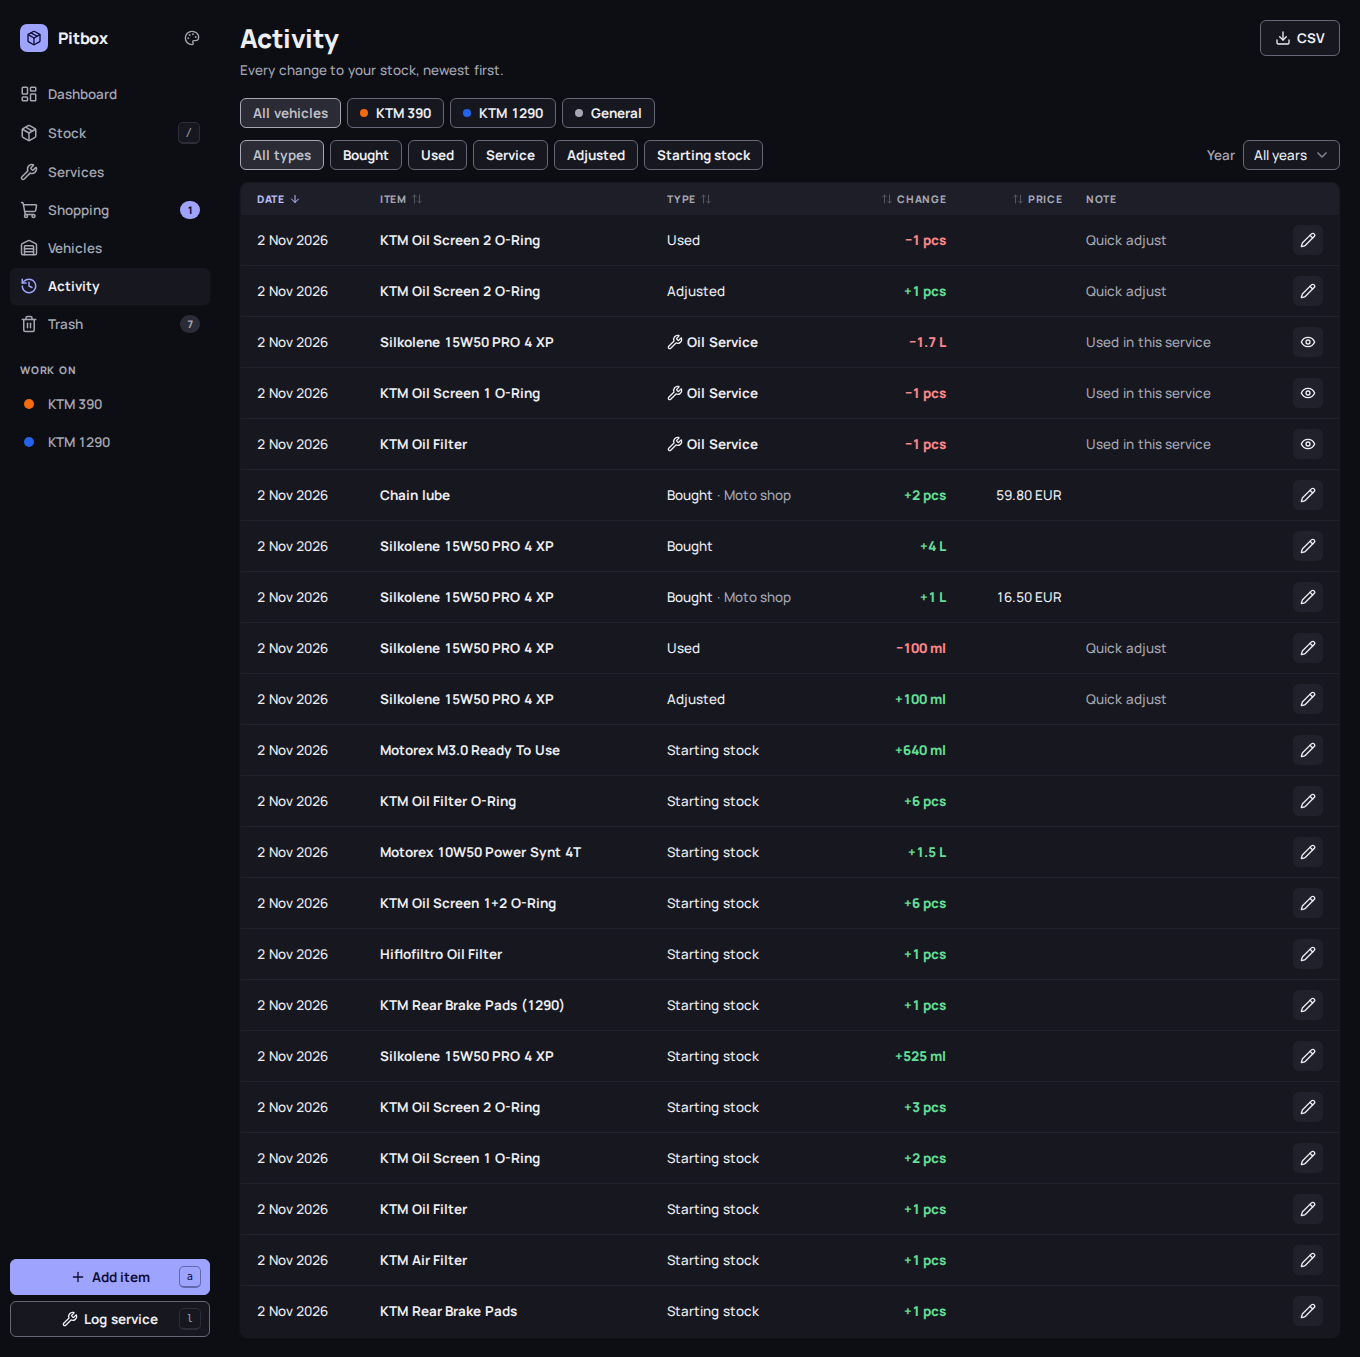 Pitbox
Dashboard
Stock /
Services
Shopping 1
Vehicles
Activity
Trash 7
WORK ON
KTM 390
KTM 1290
Add item a
Log service l
Activity
CSV
Every change to your stock, newest first.
All vehicles KTM 390 KTM 1290 General
All types Bought Used Service Adjusted Starting stock Year All years
DATE ITEM TYPE CHANGE PRICE NOTE
2 Nov 2026 KTM Oil Screen 2 O-Ring Used −1 pcs Quick adjust
2 Nov 2026 KTM Oil Screen 2 O-Ring Adjusted +1 pcs Quick adjust
2 Nov 2026 Silkolene 15W50 PRO 4 XP Oil Service −1.7 L Used in this service
2 Nov 2026 KTM Oil Screen 1 O-Ring Oil Service −1 pcs Used in this service
2 Nov 2026 KTM Oil Filter Oil Service −1 pcs Used in this service
2 Nov 2026 Chain lube Bought · Moto shop +2 pcs 59.80 EUR
2 Nov 2026 Silkolene 15W50 PRO 4 XP Bought +4 L
2 Nov 2026 Silkolene 15W50 PRO 4 XP Bought · Moto shop +1 L 16.50 EUR
2 Nov 2026 Silkolene 15W50 PRO 4 XP Used −100 ml Quick adjust
2 Nov 2026 Silkolene 15W50 PRO 4 XP Adjusted +100 ml Quick adjust
2 Nov 2026 Motorex M3.0 Ready To Use Starting stock +640 ml
2 Nov 2026 KTM Oil Filter O-Ring Starting stock +6 pcs
2 Nov 2026 Motorex 10W50 Power Synt 4T Starting stock +1.5 L
2 Nov 2026 KTM Oil Screen 1+2 O-Ring Starting stock +6 pcs
2 Nov 2026 Hiflofiltro Oil Filter Starting stock +1 pcs
2 Nov 2026 KTM Rear Brake Pads (1290) Starting stock +1 pcs
2 Nov 2026 Silkolene 15W50 PRO 4 XP Starting stock +525 ml
2 Nov 2026 KTM Oil Screen 2 O-Ring Starting stock +3 pcs
2 Nov 2026 KTM Oil Screen 1 O-Ring Starting stock +2 pcs
2 Nov 2026 KTM Oil Filter Starting stock +1 pcs
2 Nov 2026 KTM Air Filter Starting stock +1 pcs
2 Nov 2026 KTM Rear Brake Pads Starting stock +1 pcs